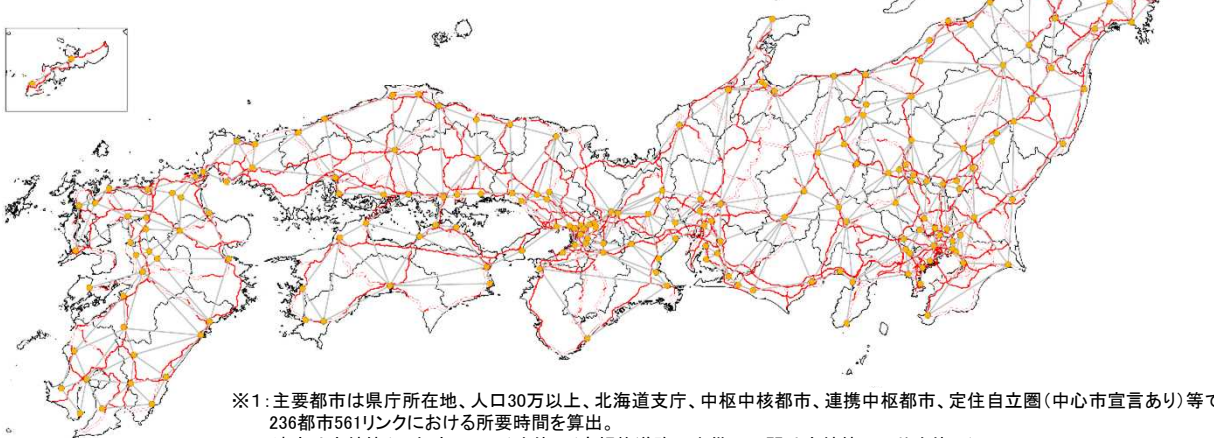 ※1:主要都市は県庁所在地、人口30万以上、北海道支庁、中枢中核都市、連携中枢都市、定住自立圏(中心市宣言あり)等で
236都市561リンクにおける所要時間を算出。